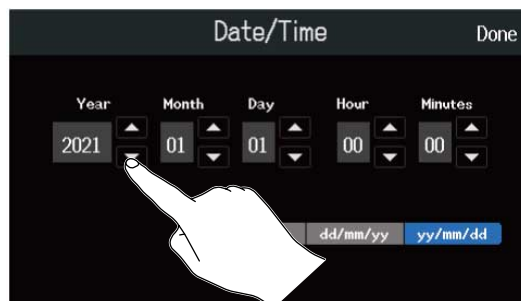 Date/Time Done
Year Month Day Hour Minutes
2021 01 01 00 00
dd/mm/yy yy/mm/dd